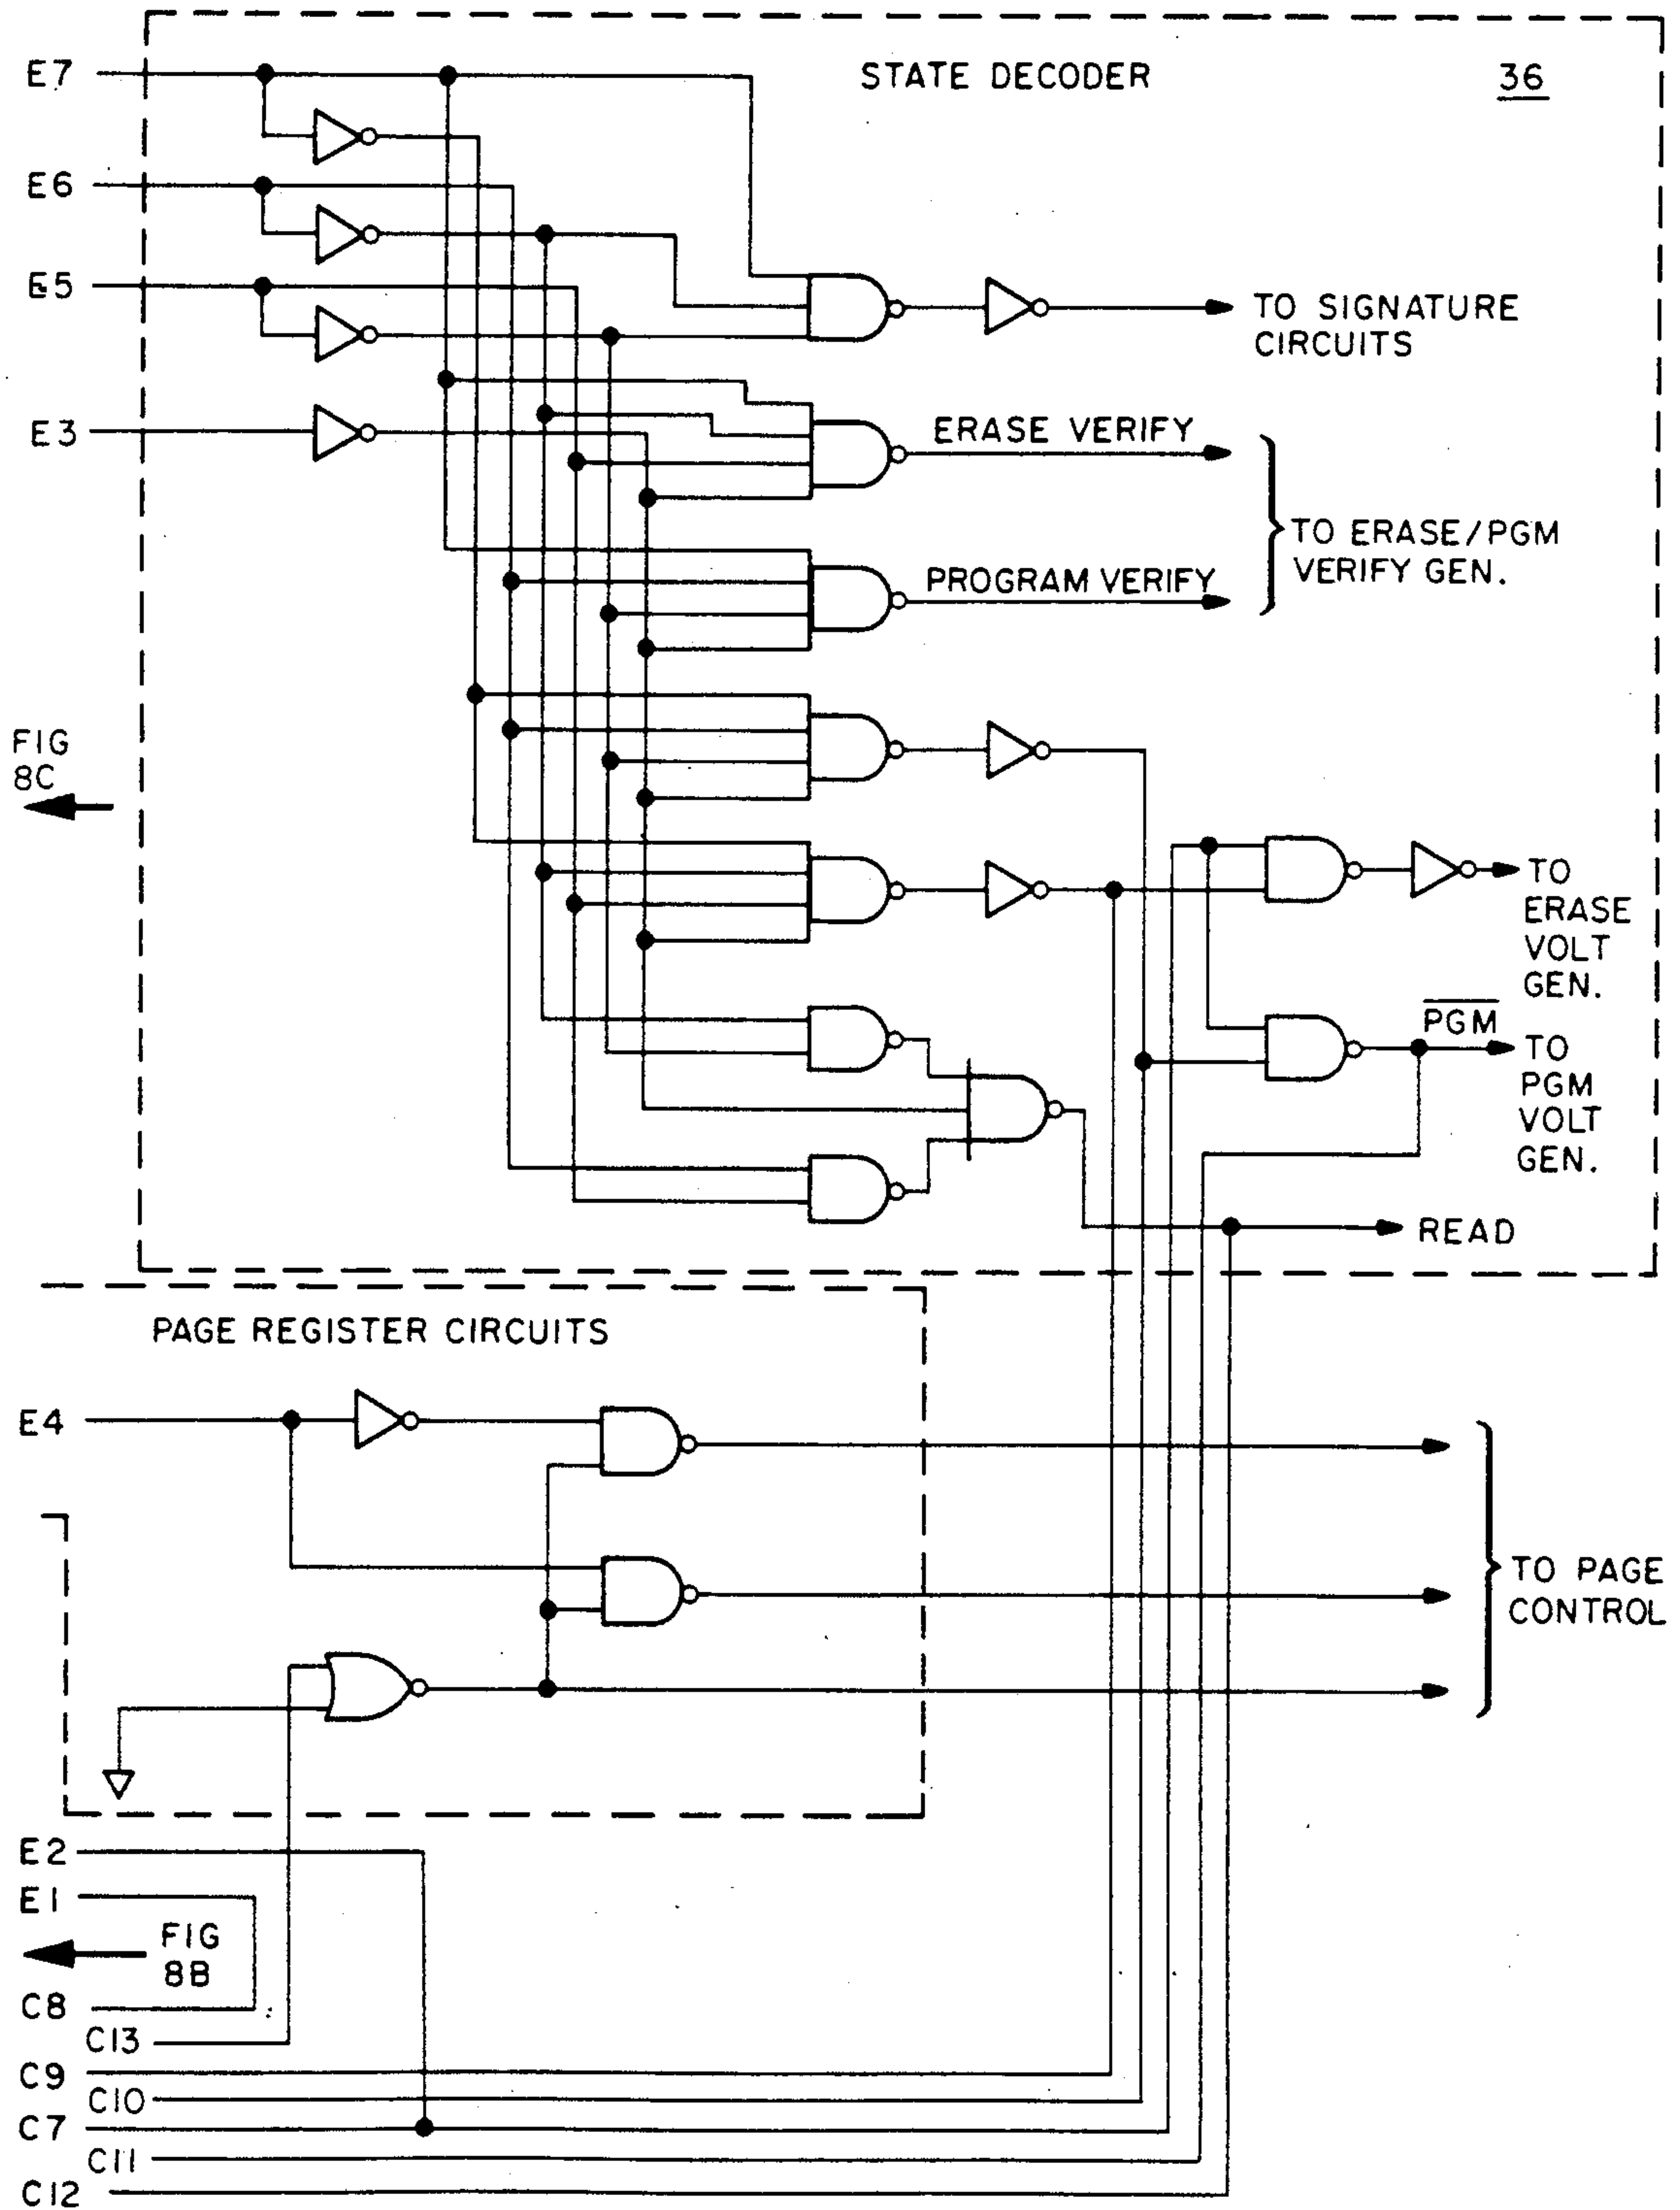 E7
STATE DECODER
36
E6
E5
TO SIGNATURE
CIRCUITS
E3
ERASE VERIFY
TO ERASE/PGM
VERIFY GEN.
PROGRAM VERIFY
FIG
8C
TO
ERASE
VOLT
GEN.
PGM
TO
PGM
VOLT
GEN.
READ
PAGE REGISTER CIRCUITS
E4
TO PAGE
CONTROL
E2
E1
FIG
8B
C8
C13
C9
C10
C7
C11
C12